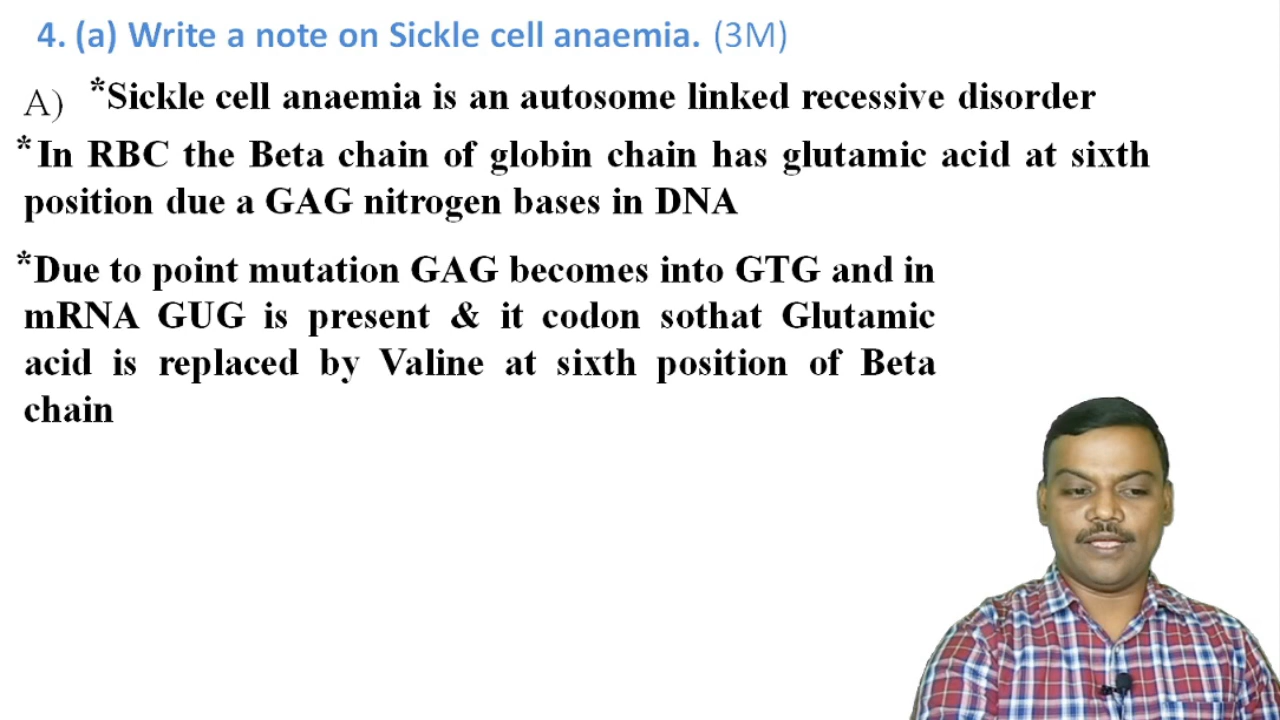 4. (a) Write a note on Sickle cell anaemia. (3M)
A) *Sickle cell anaemia is an autosome linked recessive disorder
*In RBC the Beta chain of globin chain has glutamic acid at sixth
position due a GAG nitrogen bases in DNA
*Due to point mutation GAG becomes into GTG and in
mRNA GUG is present & it codon sothat Glutamic
acid is replaced by Valine at sixth position of Beta
chain